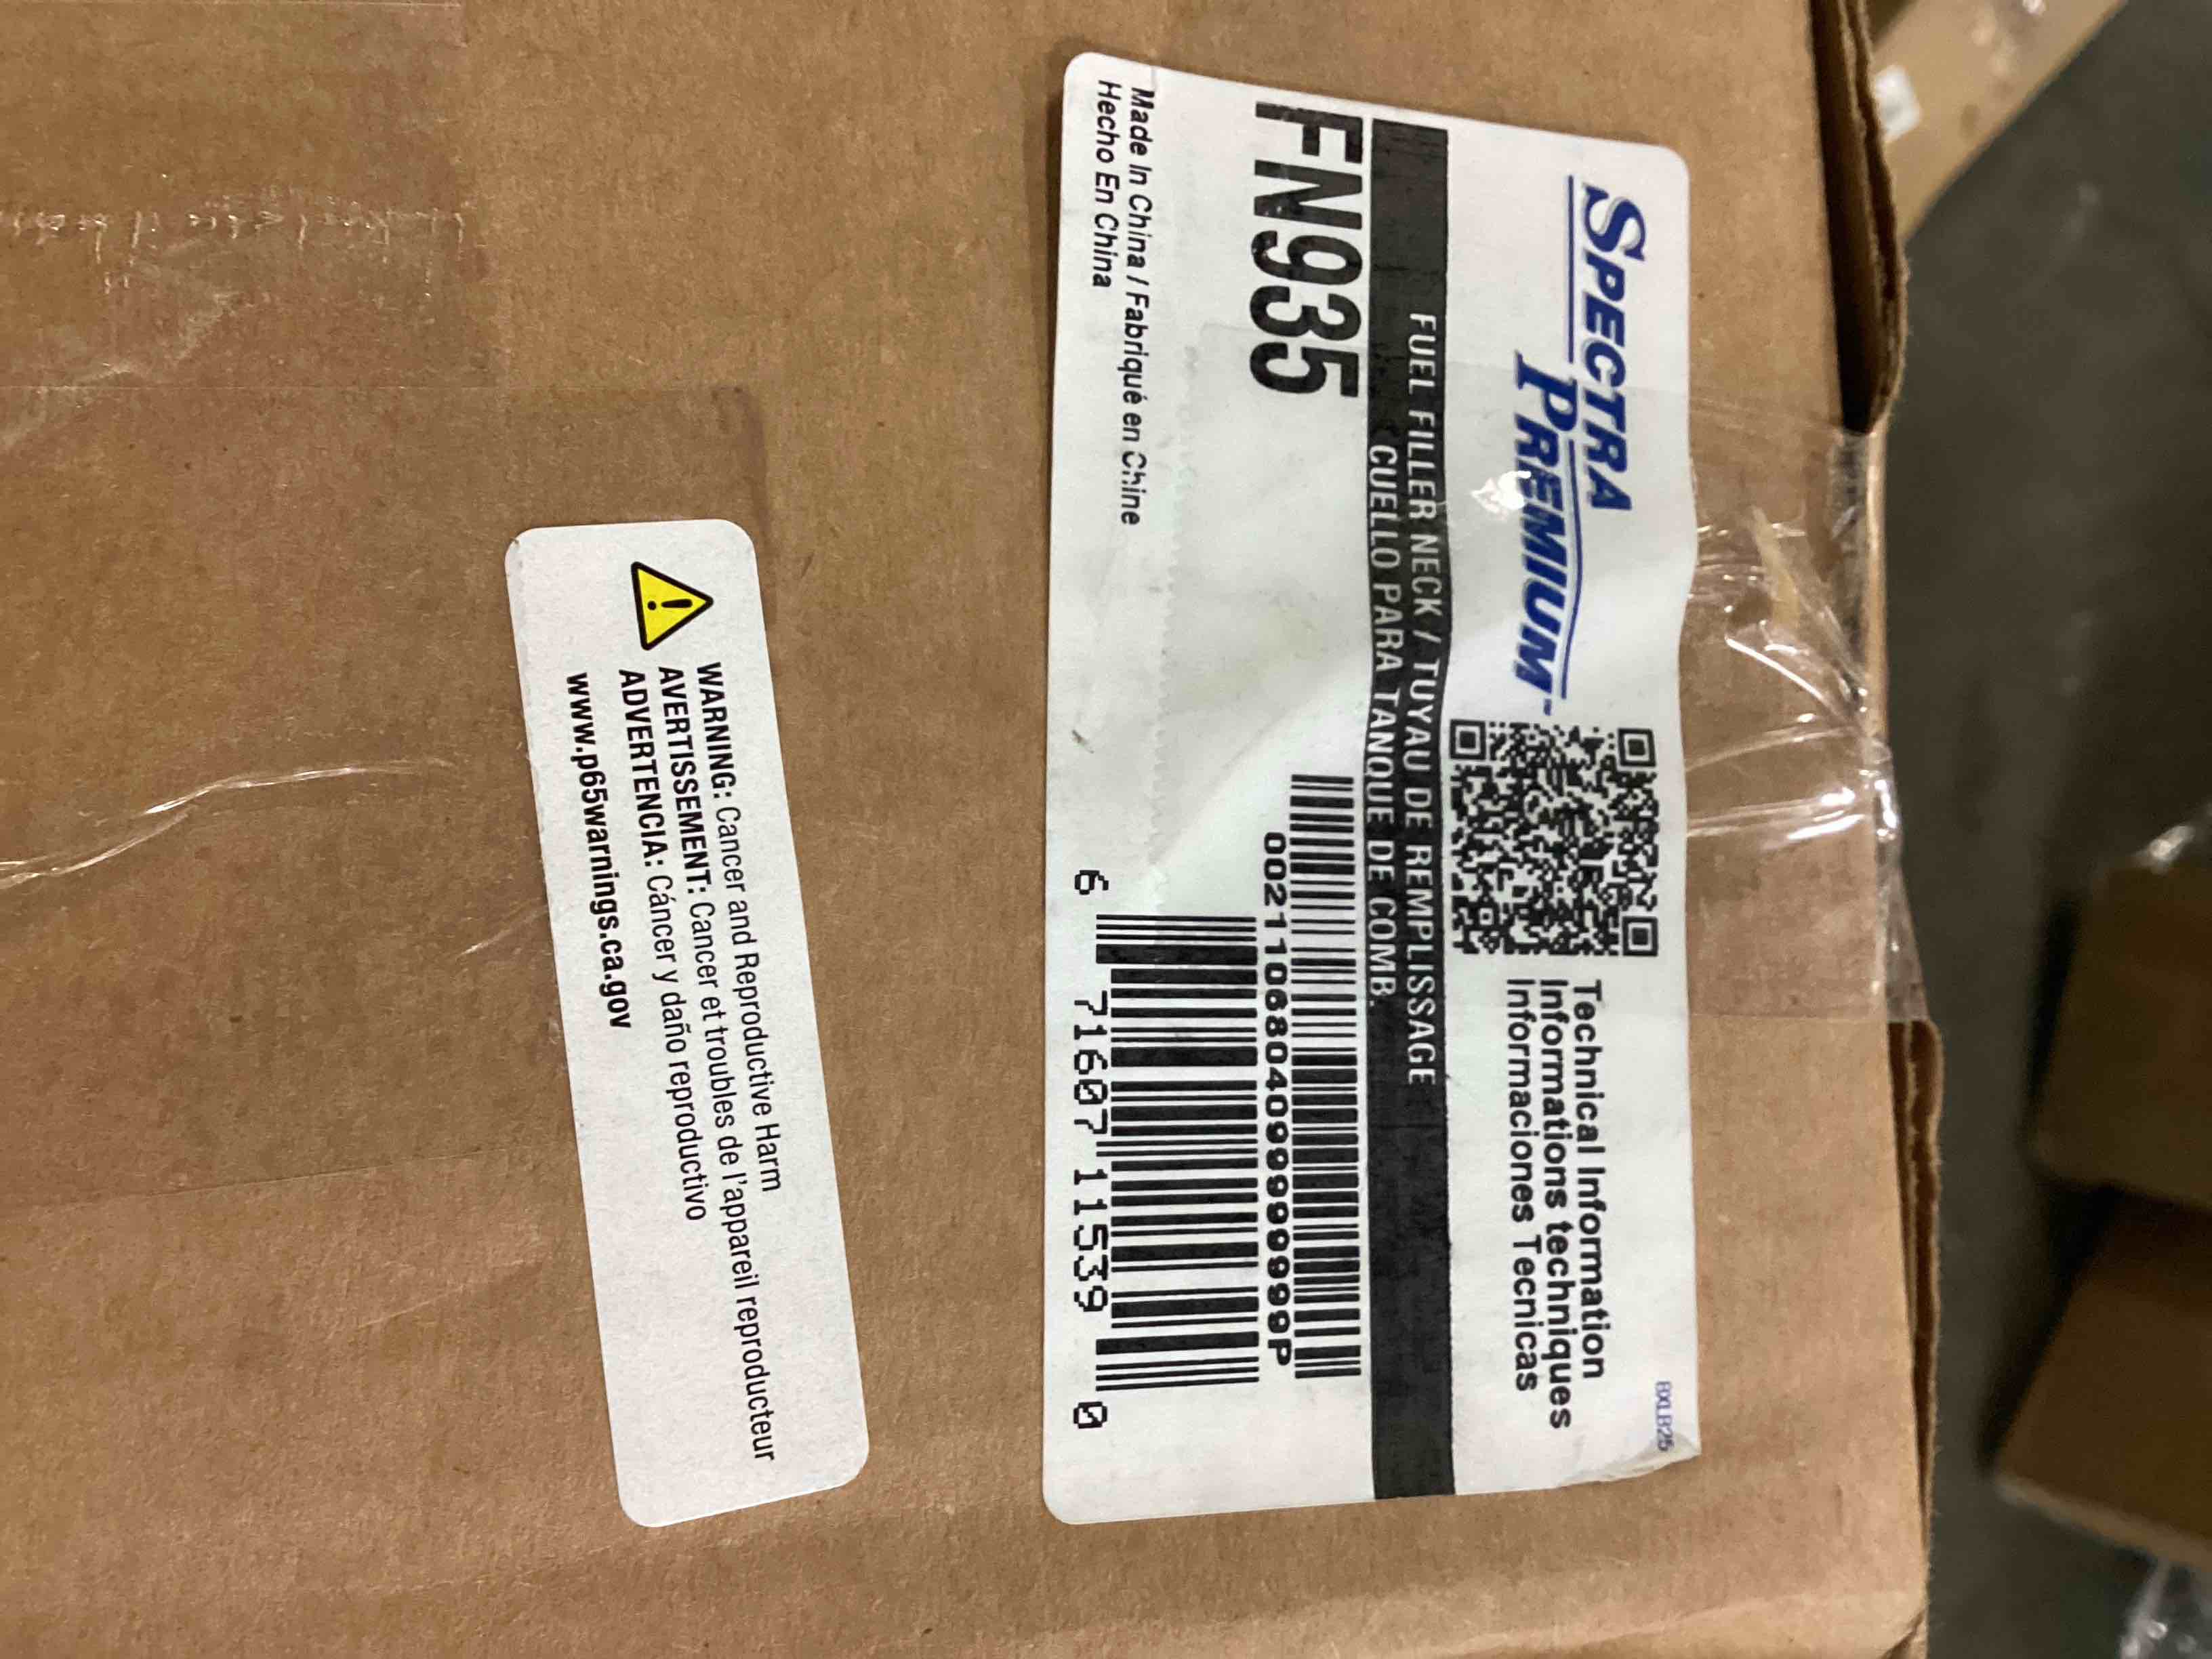 SPECTRA
PREMIUM™
Technical Information
Informations techniques
Informaciones Tecnicas
BXLB25
FUEL FILLER NECK / TUYAU DE REMPLISSAGE
CUELLO PARA TANQUE DE COMB.
FN935
Made In China / Fabriqué en Chine
Hecho En China
6 71607 11539 0
WARNING: Cancer and Reproductive Harm
AVERTISSEMENT: Cancer et troubles de l'appareil reproducteur
ADVERTENCIA: Cáncer y daño reproductivo
www.p65warnings.ca.gov